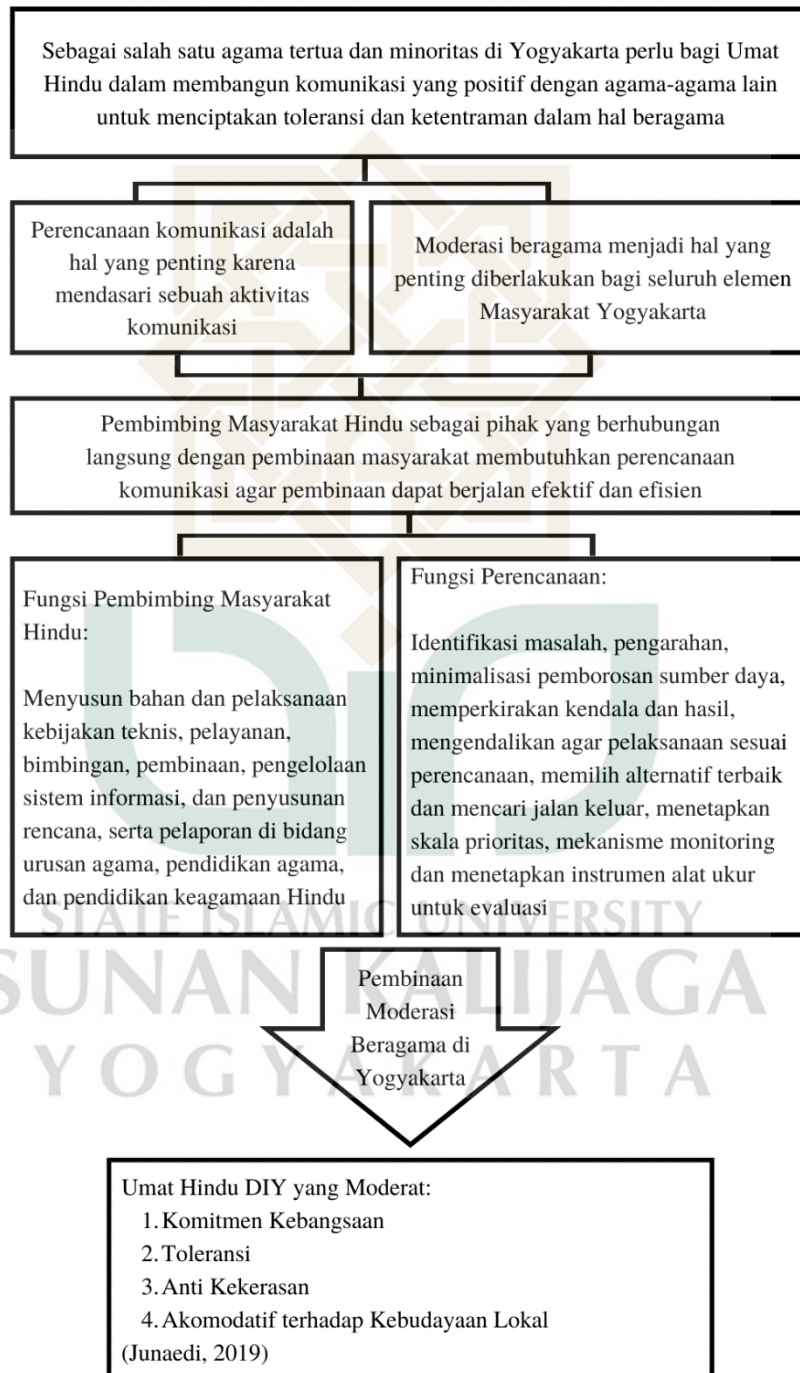 Sebagai salah satu agama tertua dan minoritas di Yogyakarta perlu bagi Umat
Hindu dalam membangun komunikasi yang positif dengan agama-agama lain
untuk menciptakan toleransi dan ketentraman dalam hal beragama
Perencanaan komunikasi adalah
hal yang penting karena
mendasari sebuah aktivitas
komunikasi
Moderasi beragama menjadi hal yang
penting diberlakukan bagi seluruh elemen
Masyarakat Yogyakarta
Pembimbing Masyarakat Hindu sebagai pihak yang berhubungan
langsung dengan pembinaan masyarakat membutuhkan perencanaan
komunikasi agar pembinaan dapat berjalan efektif dan efisien
Fungsi Pembimbing Masyarakat
Hindu:
Menyusun bahan dan pelaksanaan
kebijakan teknis, pelayanan,
bimbingan, pembinaan, pengelolaan
sistem informasi, dan penyusunan
rencana, serta pelaporan di bidang
urusan agama, pendidikan agama,
dan pendidikan keagamaan Hindu
Fungsi Perencanaan:
Identifikasi masalah, pengarahan,
minimalisasi pemborosan sumber daya,
memperkirakan kendala dan hasil,
mengendalikan agar pelaksanaan sesuai
perencanaan, memilih alternatif terbaik
dan mencari jalan keluar, menetapkan
skala prioritas, mekanisme monitoring
dan menetapkan instrumen alat ukur
untuk evaluasi
STATE ISLAMIC UNIVERSITY
SUNAN KALIJAGA
YOGYAKARTA
Pembinaan
Moderasi
Beragama di
Yogyakarta
Umat Hindu DIY yang Moderat:
1. Komitmen Kebangsaan
2. Toleransi
3. Anti Kekerasan
4. Akomodatif terhadap Kebudayaan Lokal
(Junaedi, 2019)